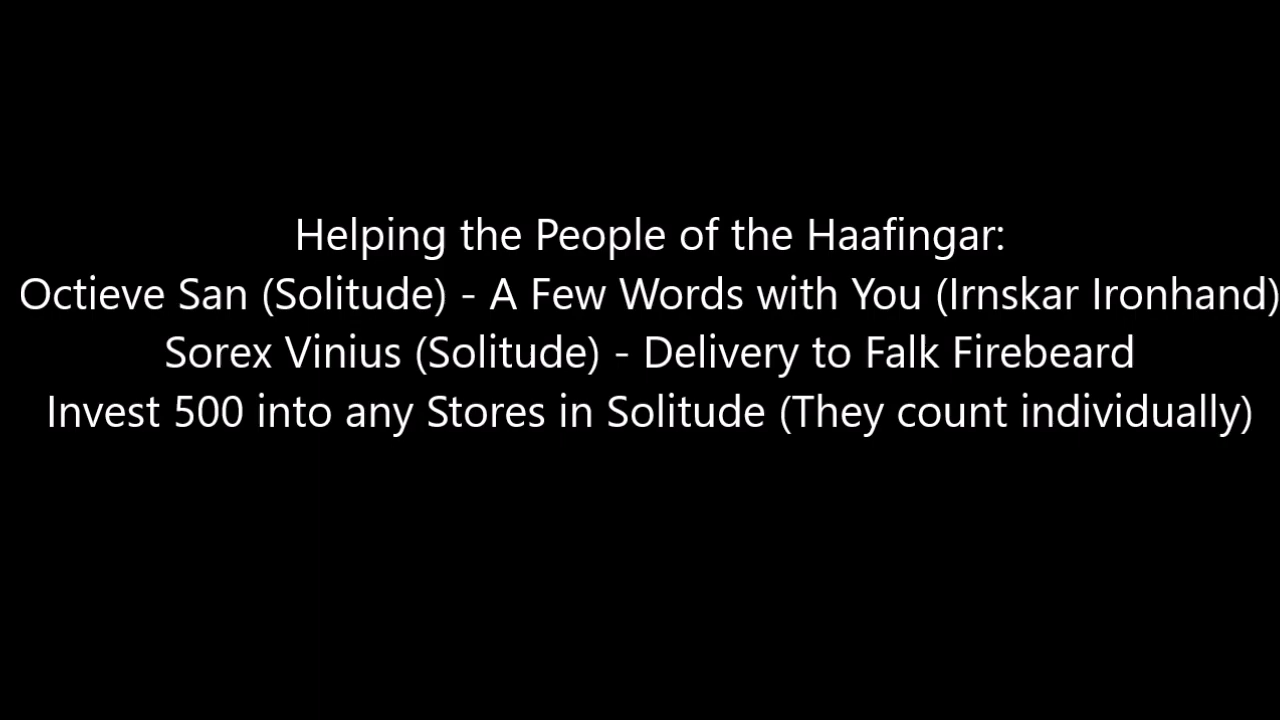 Helping the People of the Haafingar:
Octieve San (Solitude) - A Few Words with You (Irnskar Ironhand)
Sorex Vinius (Solitude) - Delivery to Falk Firebeard
Invest 500 into any Stores in Solitude (They count individually)